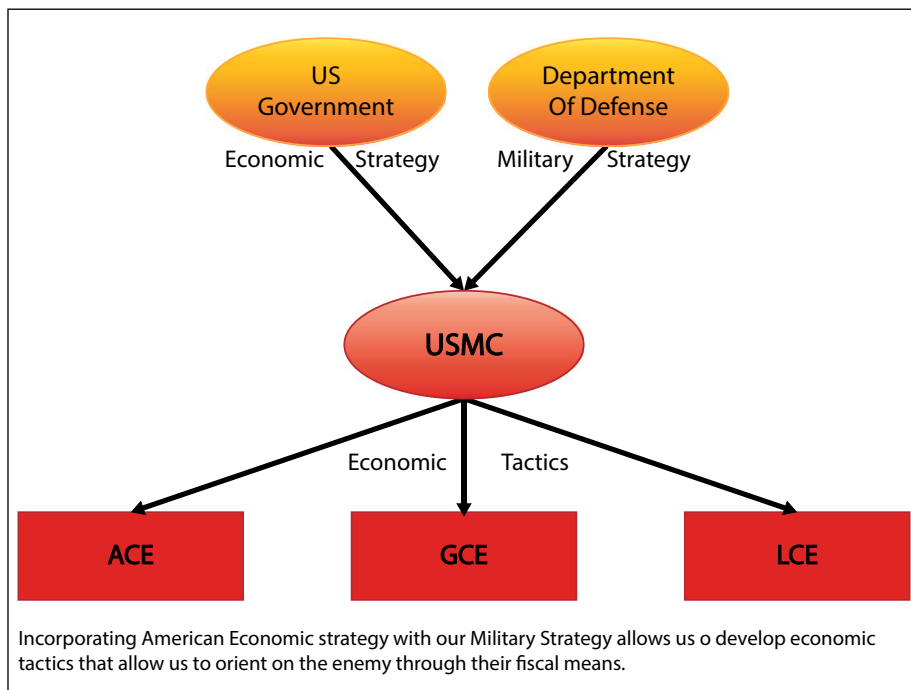 US
Government
Department
Of Defense
Economic Strategy
Military Strategy
USMC
Economic Tactics
ACE
GCE
LCE
Incorporating American Economic strategy with our Military Strategy allows us o develop economic
tactics that allow us to orient on the enemy through their fiscal means.